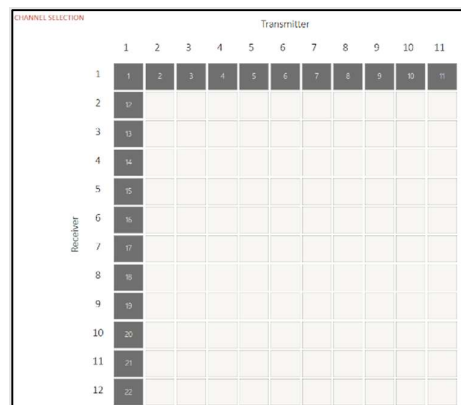 CHANNEL SELECTION
Transmitter
1 2 3 4 5 6 7 8 9 10 11
Receiver
1 1 2 3 4 5 6 7 8 9 10 11
2 12
3 13
4 14
5 15
6 16
7 17
8 18
9 19
10 20
11 21
12 22